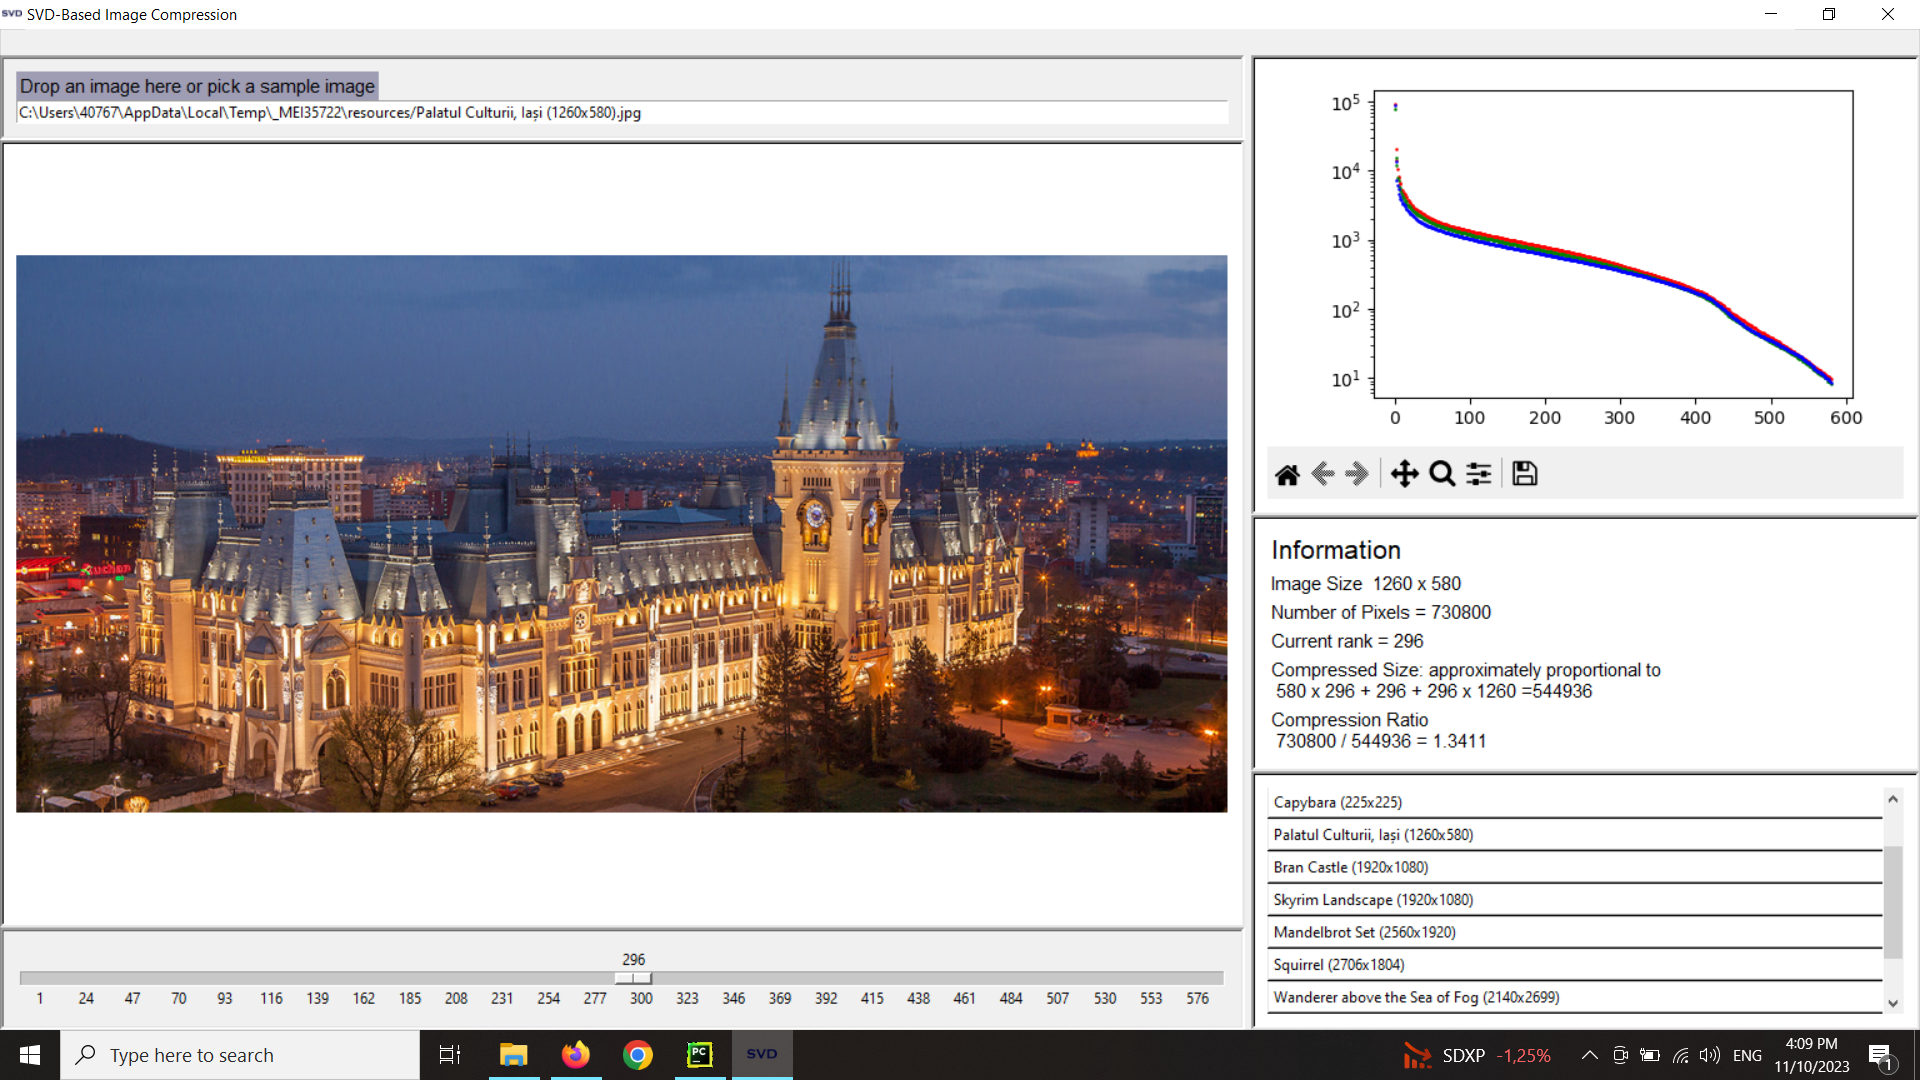 SVD SVD-Based Image Compression
Drop an image here or pick a sample image
C:\Users\40767\AppData\Local\Temp\_MEI35722\resources/Palatul Culturii, Iași (1260x580).jpg
10^5
10^4
10^3
10^2
10^1
0 100 200 300 400 500 600
Information
Image Size 1260 x 580
Number of Pixels = 730800
Current rank = 296
Compressed Size: approximately proportional to
580 x 296 + 296 + 296 x 1260 =544936
Compression Ratio
730800 / 544936 = 1.3411
Capybara (225x225)
Palatul Culturii, Iași (1260x580)
Bran Castle (1920x1080)
Skyrim Landscape (1920x1080)
Mandelbrot Set (2560x1920)
Squirrel (2706x1804)
Wanderer above the Sea of Fog (2140x2699)
296
1 24 47 70 93 116 139 162 185 208 231 254 277 300 323 346 369 392 415 438 461 484 507 530 553 576
Type here to search
PC
SVD
SDXP -1,25%
ENG
4:09 PM
11/10/2023
1